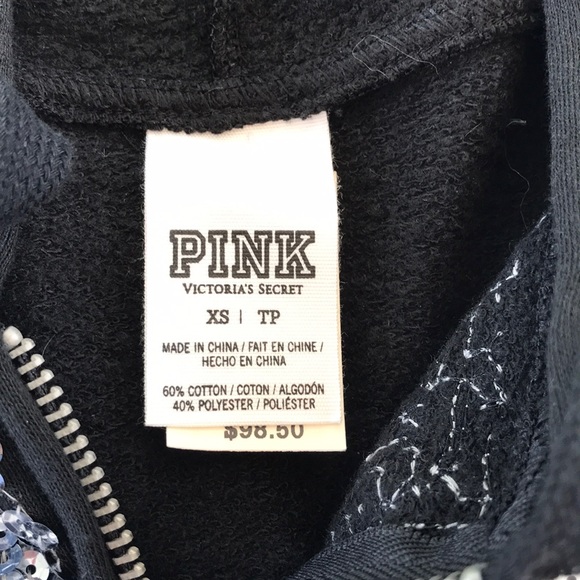 PINK
VICTORIA'S SECRET
XS | TP
MADE IN CHINA / FAIT EN CHINE /
HECHO EN CHINA
60% COTTON / COTON / ALGODÓN
40% POLYESTER / POLIÉSTER
$98.50